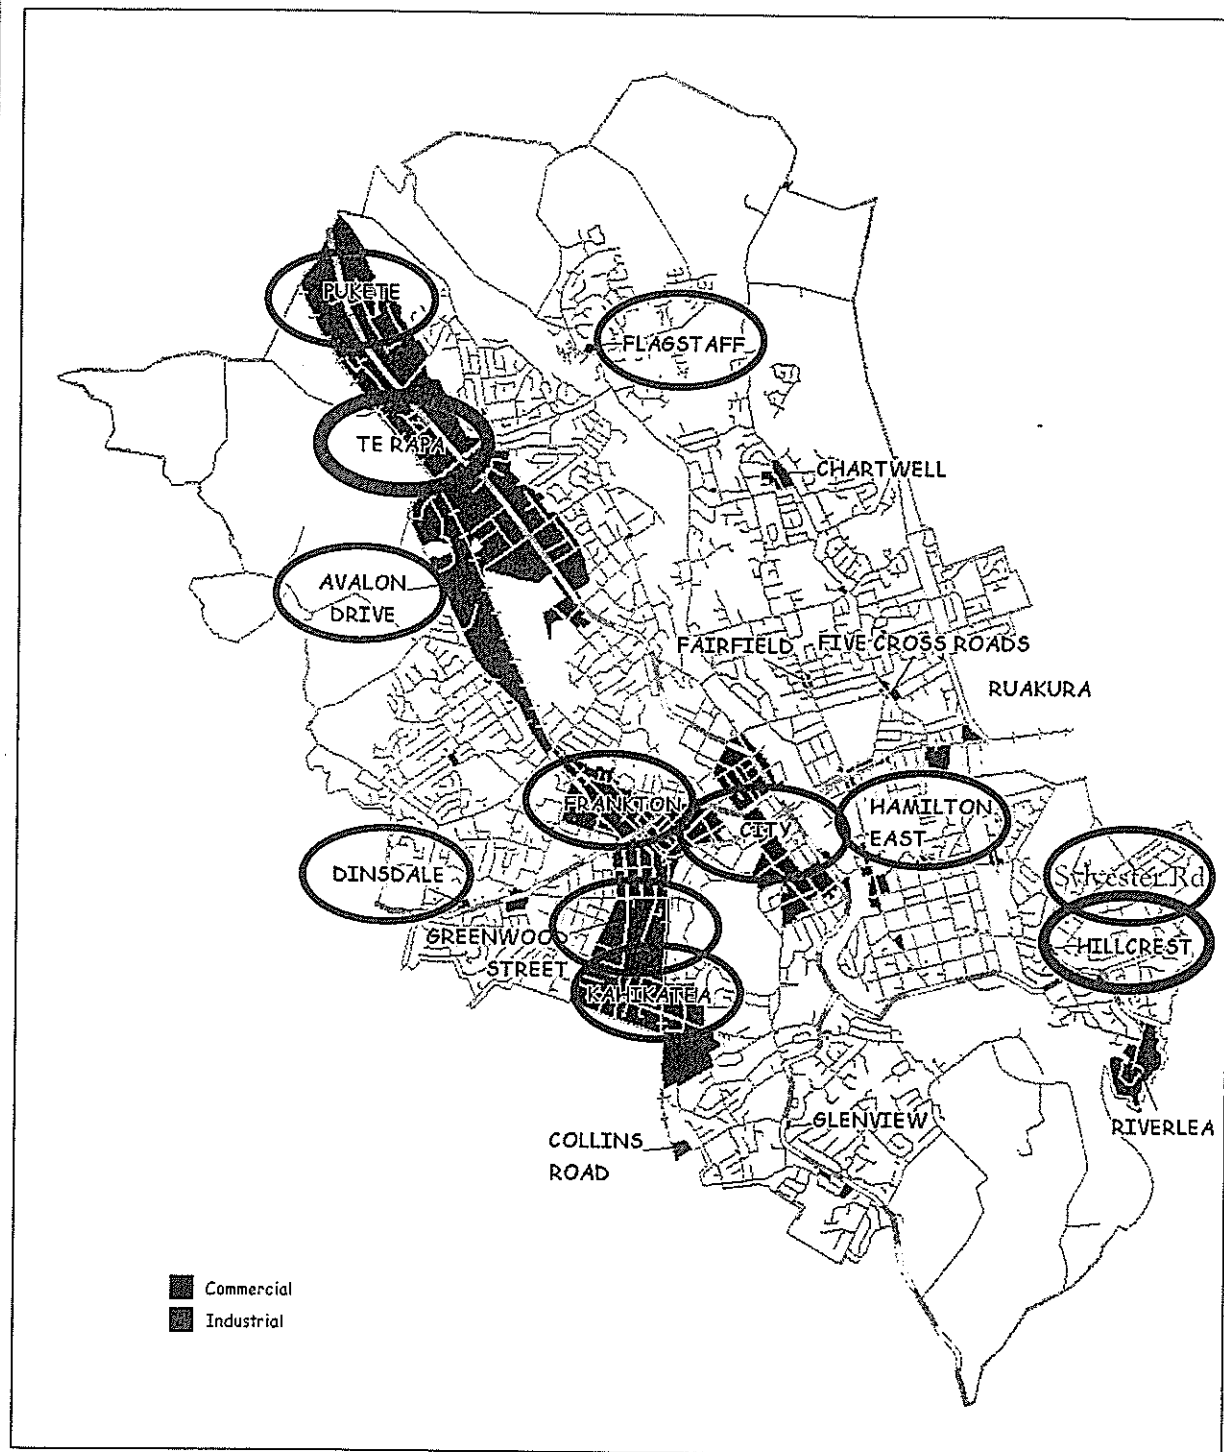 PUKETE
FLAGSTAFF
TE RAPA
CHARTWELL
AVALON
DRIVE
FAIRFIELD
FIVE CROSS ROADS
RUAKURA
FRANKTON
CITY
HAMILTON
EAST
DINSDALE
Sylvester Rd
GREENWOOD
STREET
HILLCREST
KAHIKATEA
GLENVIEW
RIVERLEA
COLLINS
ROAD
Commercial
Industrial